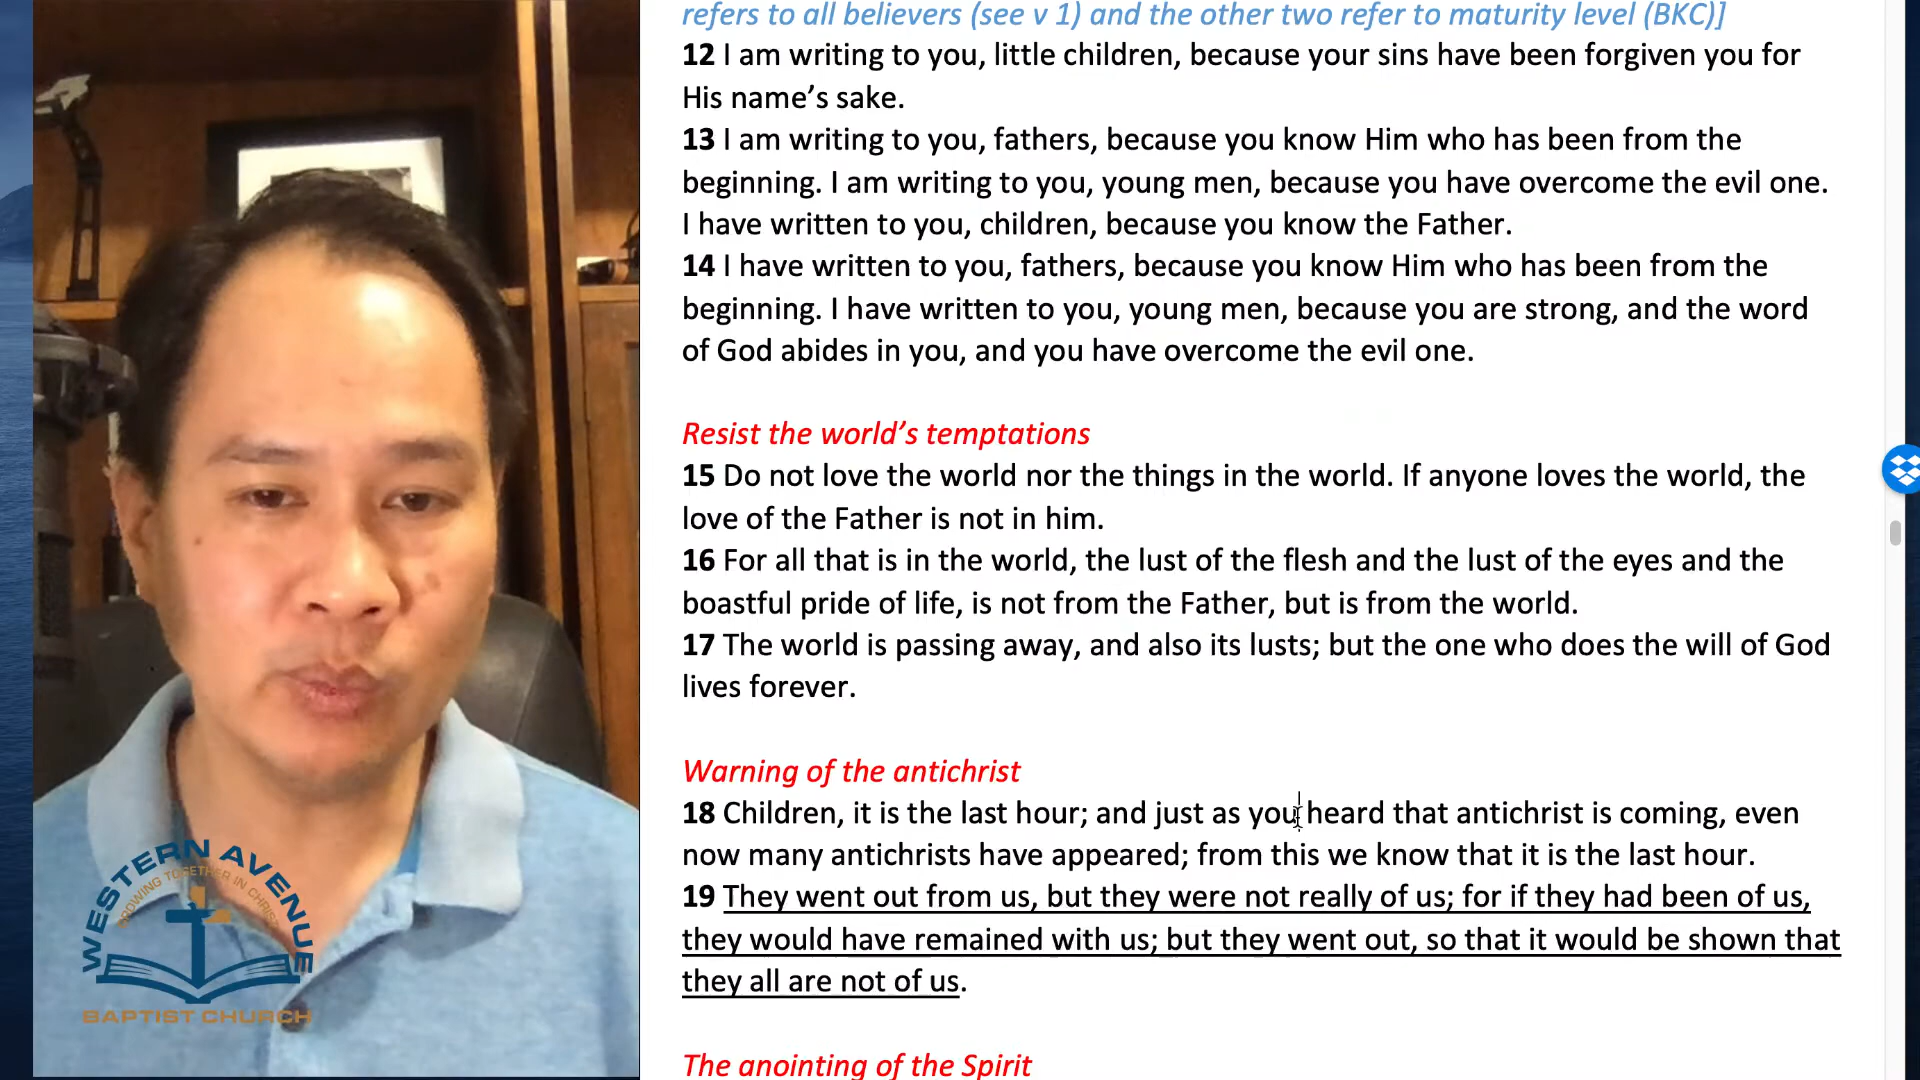 refers to all believers (see v 1) and the other two refer to maturity level (BKC)]
12 I am writing to you, little children, because your sins have been forgiven you for
His name’s sake.
13 I am writing to you, fathers, because you know Him who has been from the
beginning. I am writing to you, young men, because you have overcome the evil one.
I have written to you, children, because you know the Father.
14 I have written to you, fathers, because you know Him who has been from the
beginning. I have written to you, young men, because you are strong, and the word
of God abides in you, and you have overcome the evil one.
Resist the world’s temptations
15 Do not love the world nor the things in the world. If anyone loves the world, the
love of the Father is not in him.
16 For all that is in the world, the lust of the flesh and the lust of the eyes and the
boastful pride of life, is not from the Father, but is from the world.
17 The world is passing away, and also its lusts; but the one who does the will of God
lives forever.
Warning of the antichrist
18 Children, it is the last hour; and just as you heard that antichrist is coming, even
now many antichrists have appeared; from this we know that it is the last hour.
19 They went out from us, but they were not really of us; for if they had been of us,
they would have remained with us; but they went out, so that it would be shown that
they all are not of us.
The anointing of the Spirit
WESTERN AVENUE
GROWING TOGETHER IN CHRIST
BAPTIST CHURCH